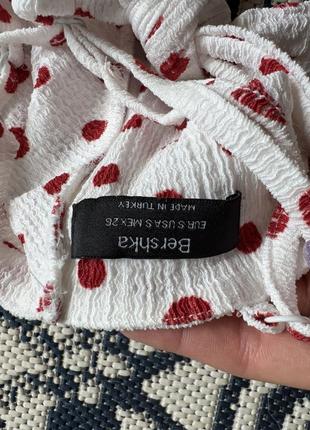 Bershka
EUR S USA S MEX 26
MADE IN TURKEY